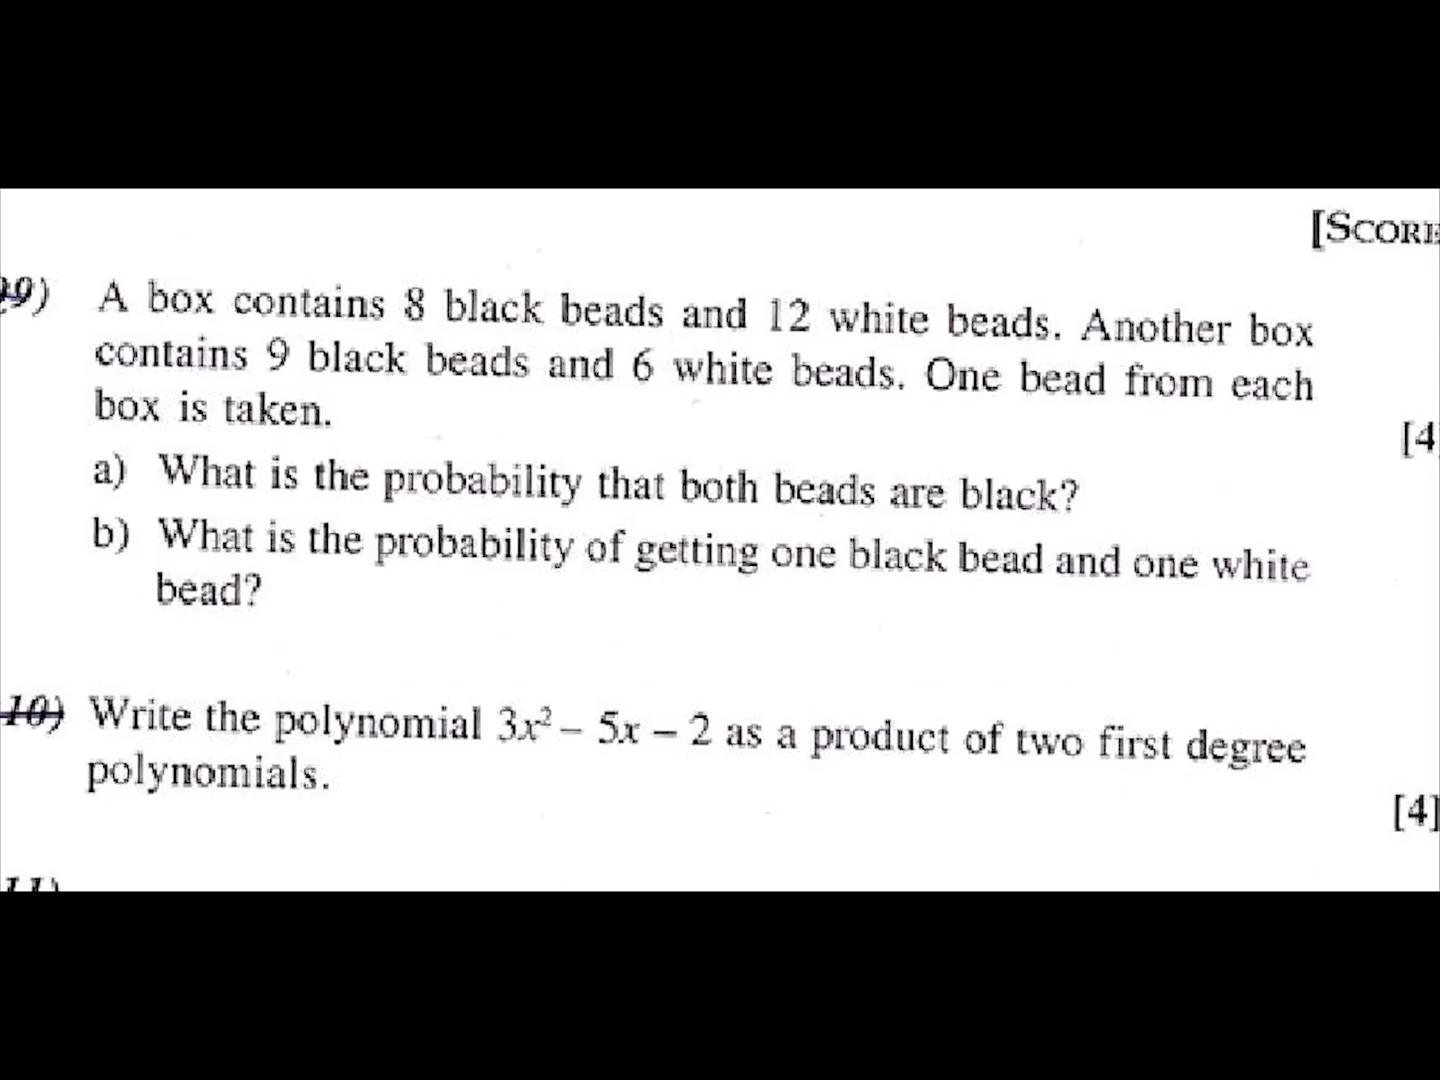 [SCORE
9) A box contains 8 black beads and 12 white beads. Another box
contains 9 black beads and 6 white beads. One bead from each
box is taken.
[4
a) What is the probability that both beads are black?
b) What is the probability of getting one black bead and one white
bead?
10) Write the polynomial 3x² – 5x – 2 as a product of two first degree
polynomials.
[4]